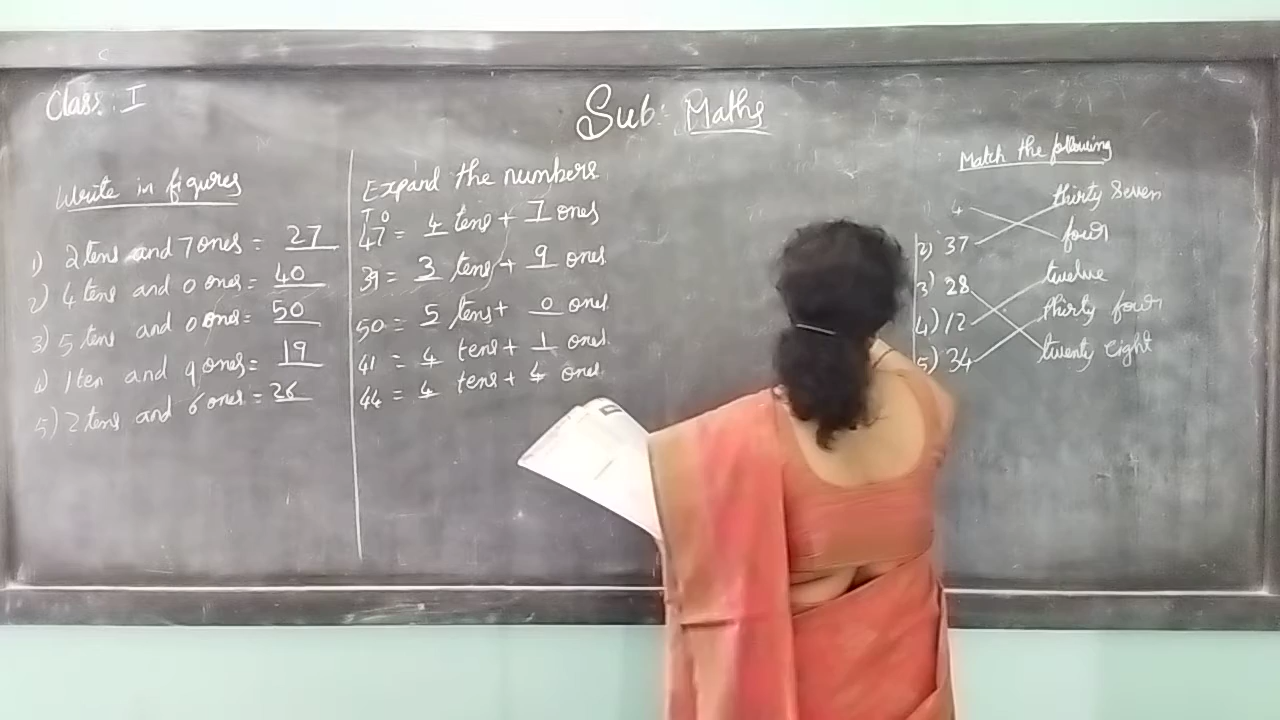 Class: I
Sub: Maths
Write in figures
1) 2 tens and 7 ones = 27
2) 4 tens and 0 ones = 40
3) 5 tens and 0 ones = 50
4) 1 ten and 9 ones = 19
5) 2 tens and 6 ones = 26
Expand the numbers
T O
47 = 4 tens + 7 ones
39 = 3 tens + 9 ones
50 = 5 tens + 0 ones
41 = 4 tens + 1 ones
44 = 4 tens + 4 ones
Match the following
4 thirty seven
2) 37 four
3) 28 twelve
4) 12 thirty four
5) 34 twenty eight